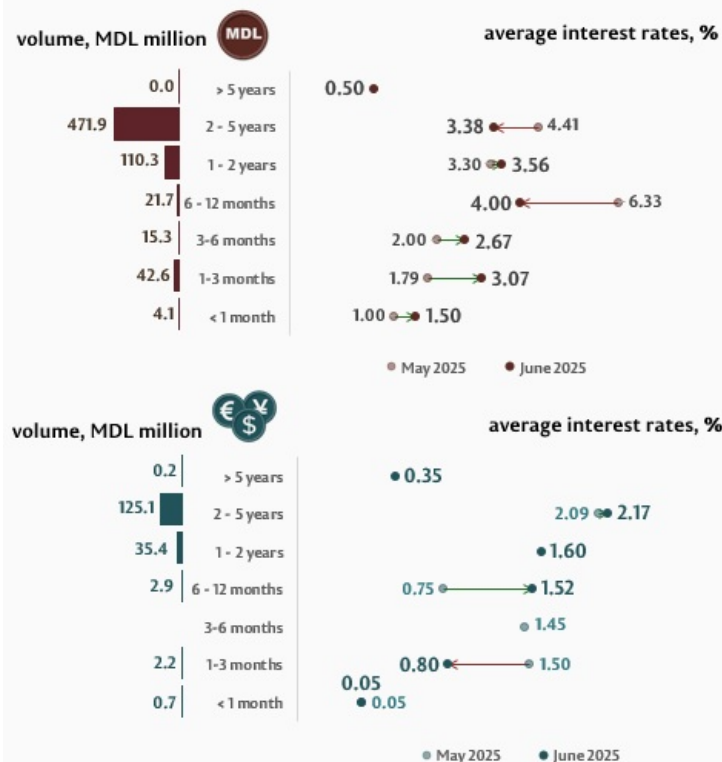 volume, MDL million MDL average interest rates, %
0.0 > 5 years 0.50
471.9 2 - 5 years 3.38 4.41
110.3 1 - 2 years 3.30 3.56
21.7 6 - 12 months 4.00 6.33
15.3 3-6 months 2.00 2.67
42.6 1-3 months 1.79 3.07
4.1 < 1 month 1.00 1.50
May 2025 June 2025
€ ¥ $
volume, MDL million average interest rates, %
0.2 > 5 years 0.35
125.1 2 - 5 years 2.09 2.17
35.4 1 - 2 years 1.60
2.9 6 - 12 months 0.75 1.52
3-6 months 1.45
2.2 1-3 months 0.80 1.50
0.05
0.7 < 1 month 0.05
May 2025 June 2025